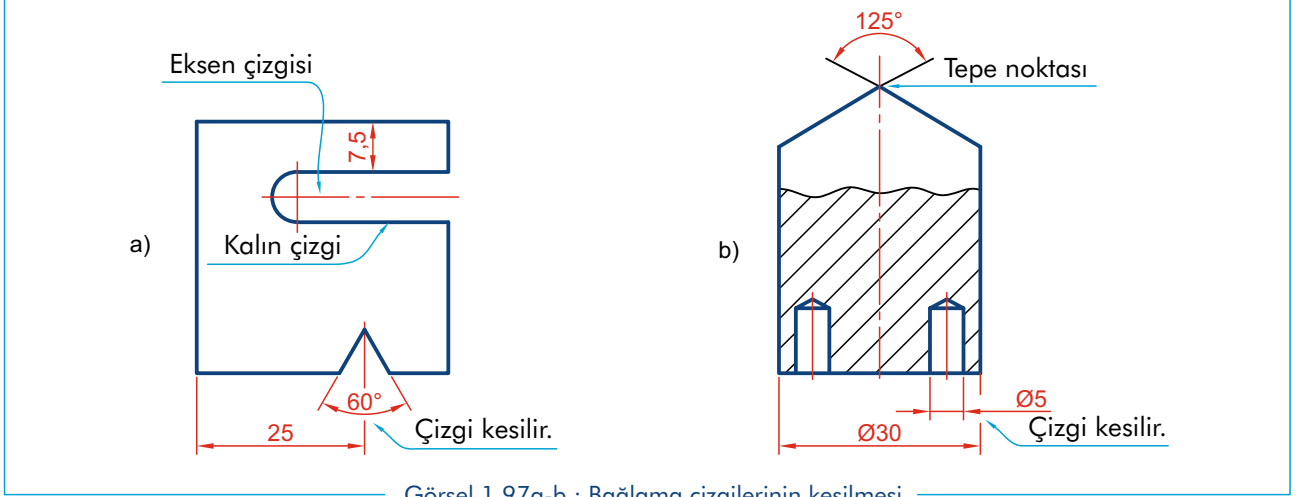 Eksen çizgisi
7,5
a)
Kalın çizgi
60°
25
Çizgi kesilir.
125°
Tepe noktası
b)
Ø5
Ø30
Çizgi kesilir.
Görsel 1.97a-b : Bağlama çizgilerinin kesilmesi